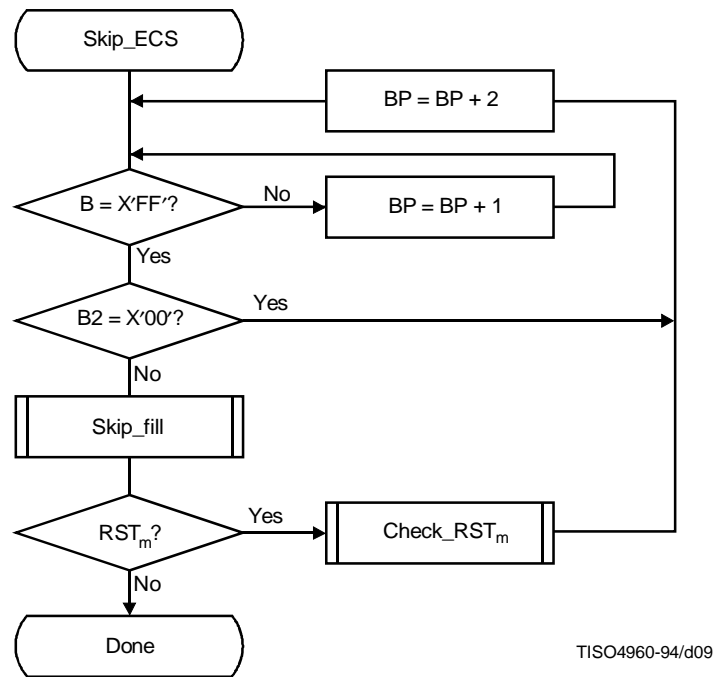 Skip_ECS
BP = BP + 2
B = X′FF′?
No
BP = BP + 1
Yes
B2 = X′00′?
Yes
No
Skip_fill
RSTm?
Yes
Check_RSTm
No
Done
TISO4960-94/d09